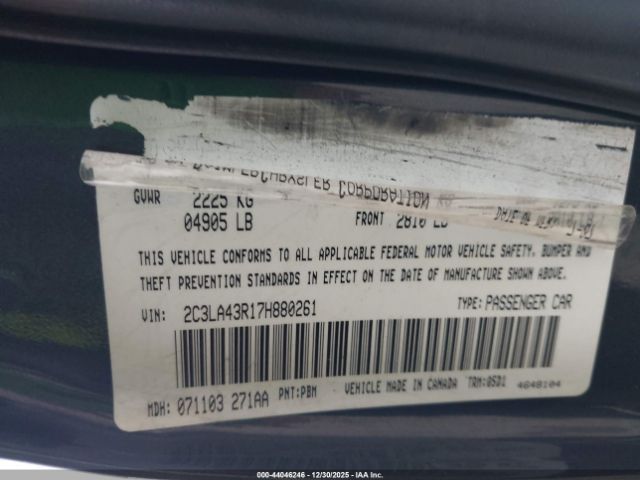 DAIMLERCHRYSLER CORPORATION
GVWR 2225 KG
04905 LB FRONT 2810 LB
THIS VEHICLE CONFORMS TO ALL APPLICABLE FEDERAL MOTOR VEHICLE SAFETY, BUMPER AND
THEFT PREVENTION STANDARDS IN EFFECT ON THE DATE OF MANUFACTURE SHOWN ABOVE.
VIN: 2C3LA43R17H880261 TYPE: PASSENGER CAR
MDH: 071103 271AA PNT:PBM VEHICLE MADE IN CANADA TRM:05D1 4648104
000-44046246 - 12/30/2025 - IAA Inc.